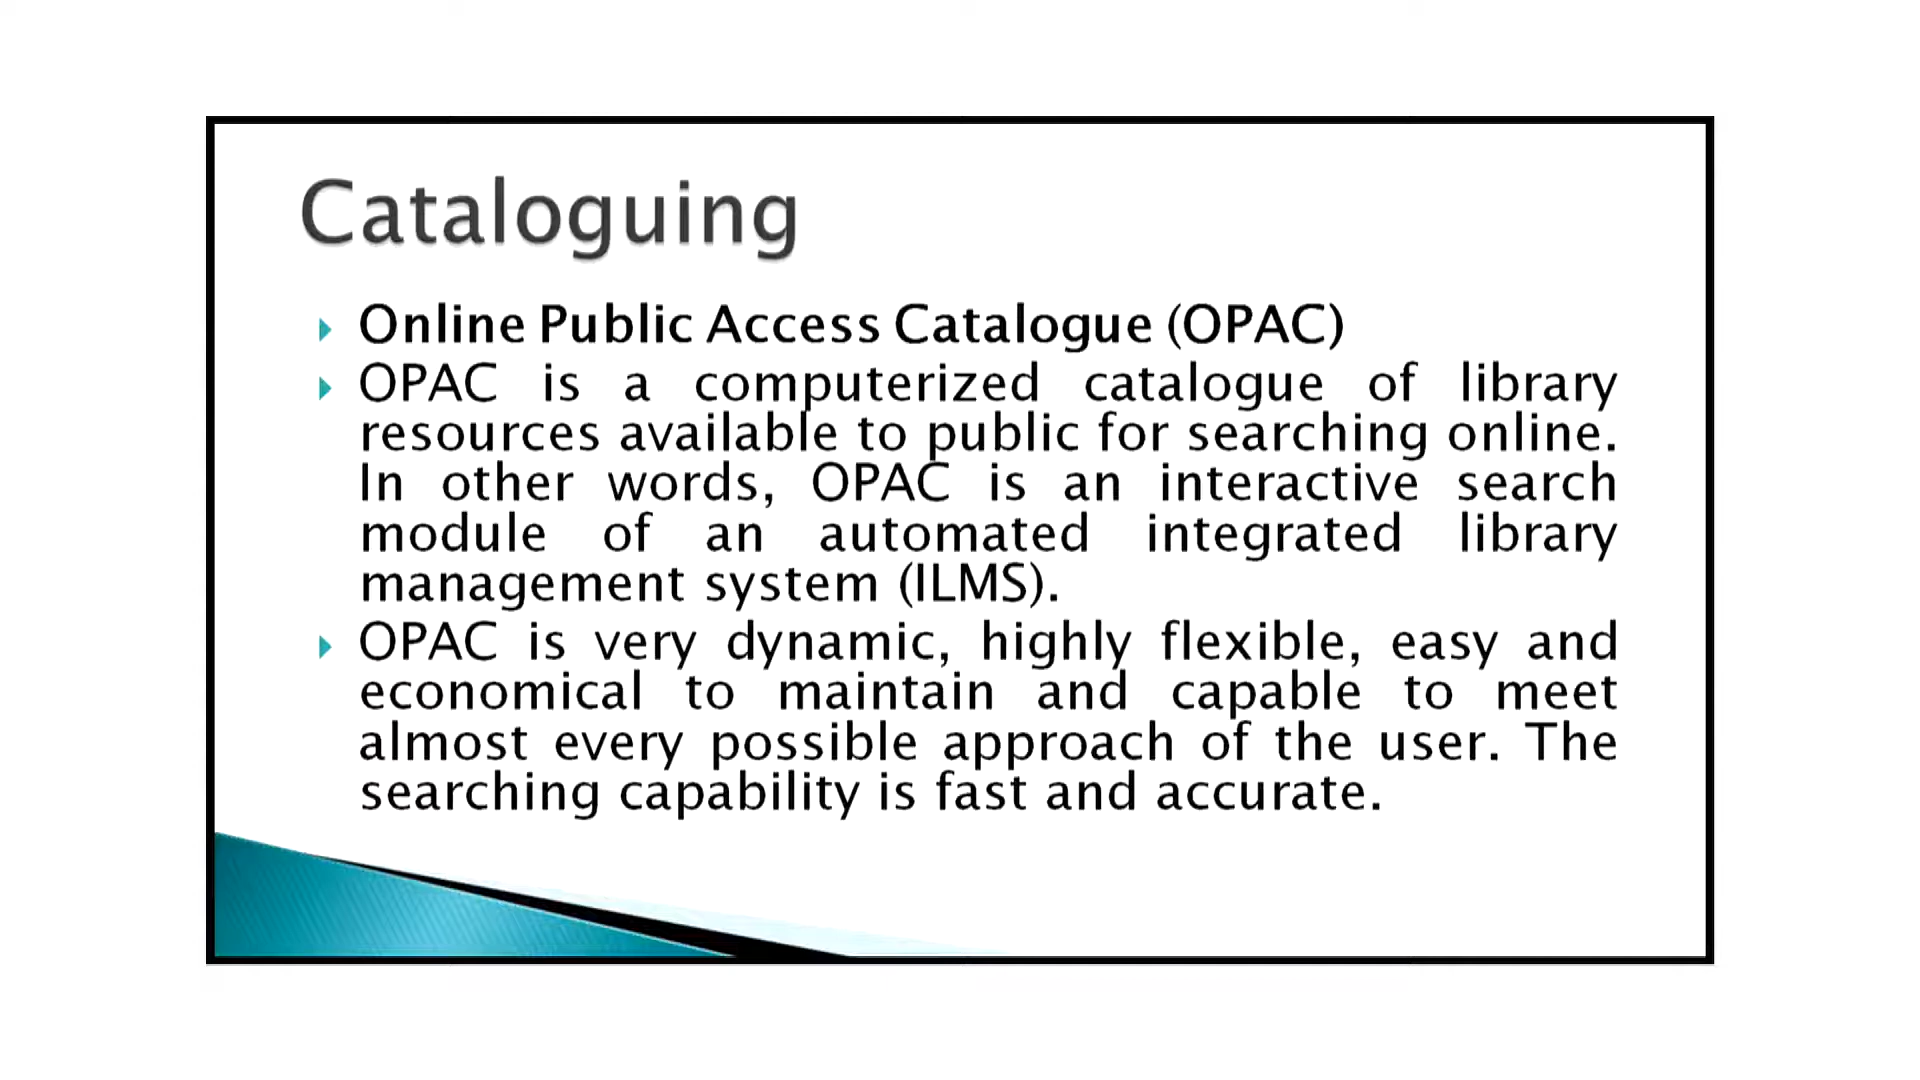 Cataloguing
Online Public Access Catalogue (OPAC)
OPAC is a computerized catalogue of library
resources available to public for searching online.
In other words, OPAC is an interactive search
module of an automated integrated library
management system (ILMS).
OPAC is very dynamic, highly flexible, easy and
economical to maintain and capable to meet
almost every possible approach of the user. The
searching capability is fast and accurate.